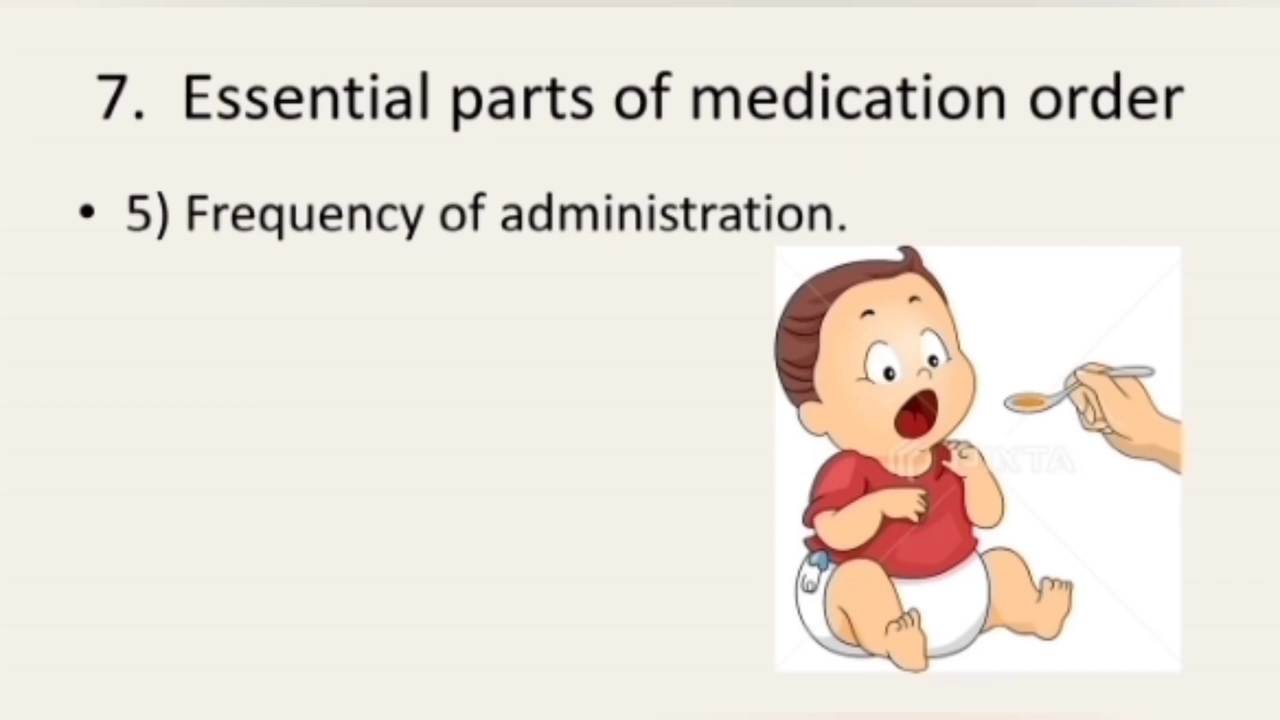 7. Essential parts of medication order
• 5) Frequency of administration.